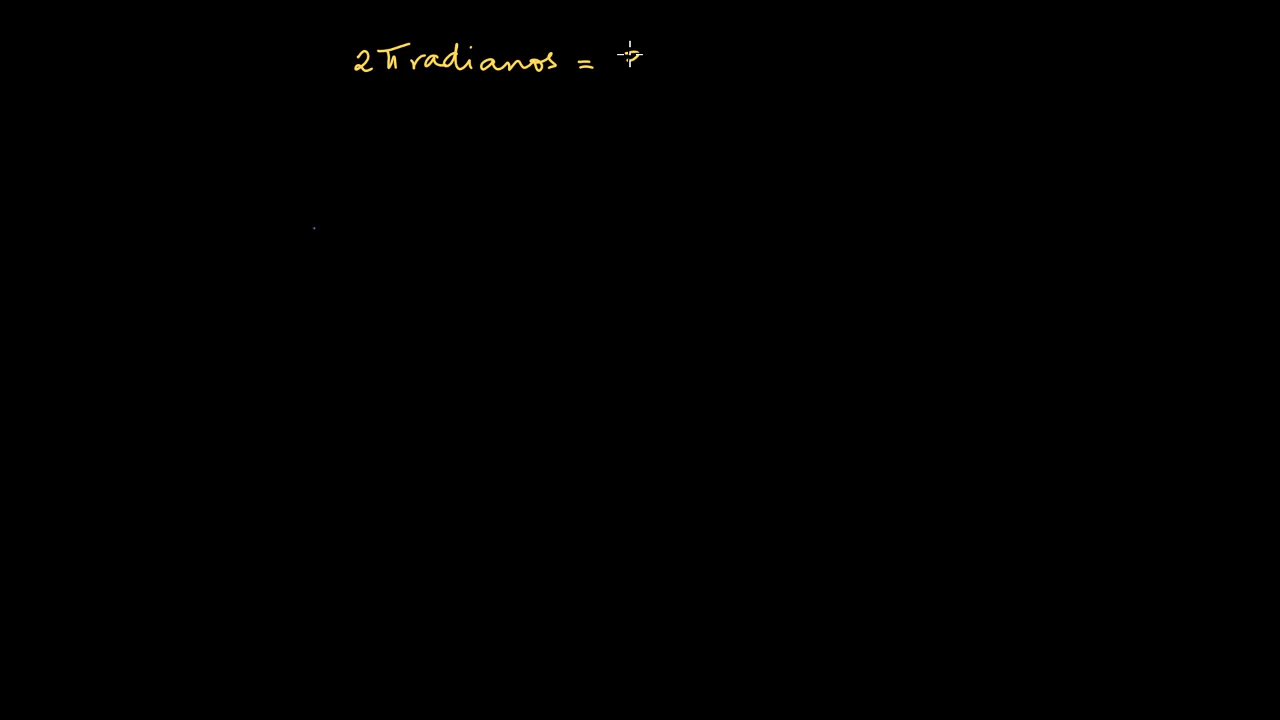 2π radianos =